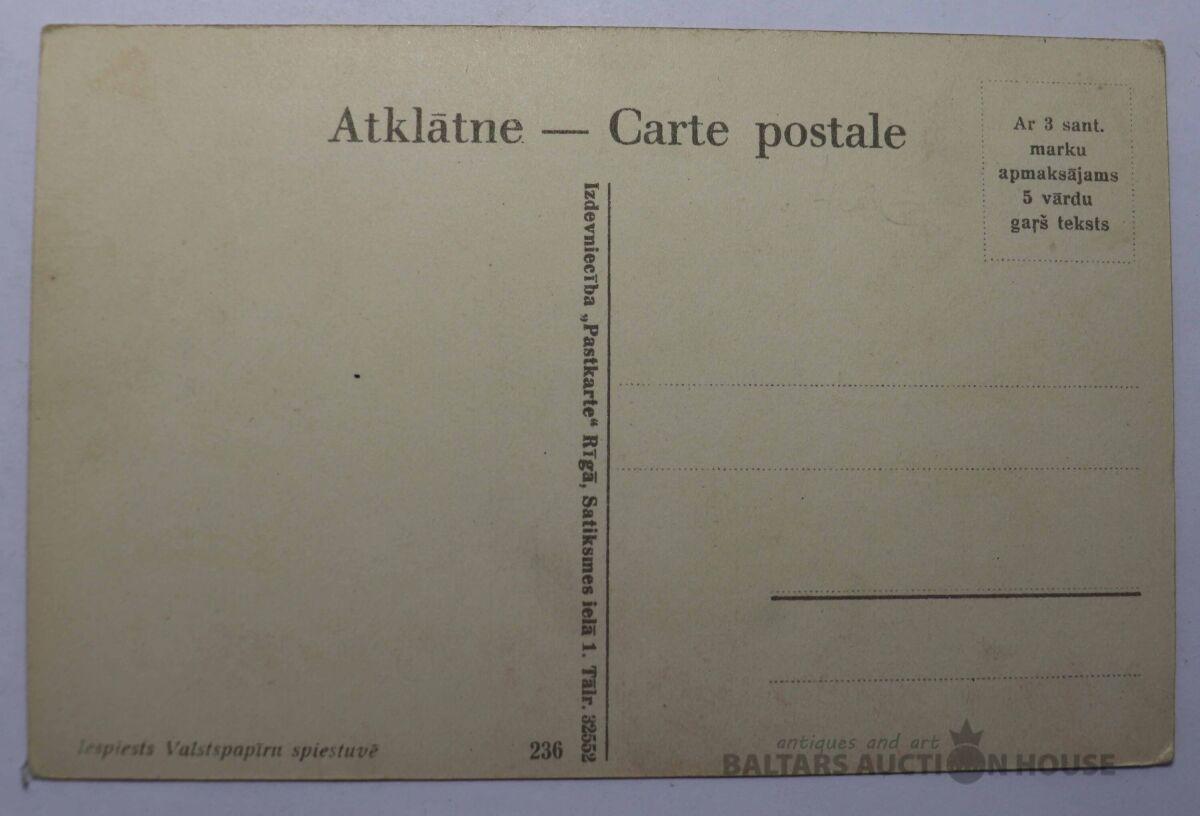 Atklātne — Carte postale
Ar 3 sant.
marku
apmaksājams
5 vārdu
gaŗš teksts
Izdevniecība „Pastkarte“ Rīgā, Satiksmes ielā 1. Tālr. 32552
Iespiests Valstspapīru spiestuvē
236
antiques and art
BALTARS AUCTION HOUSE